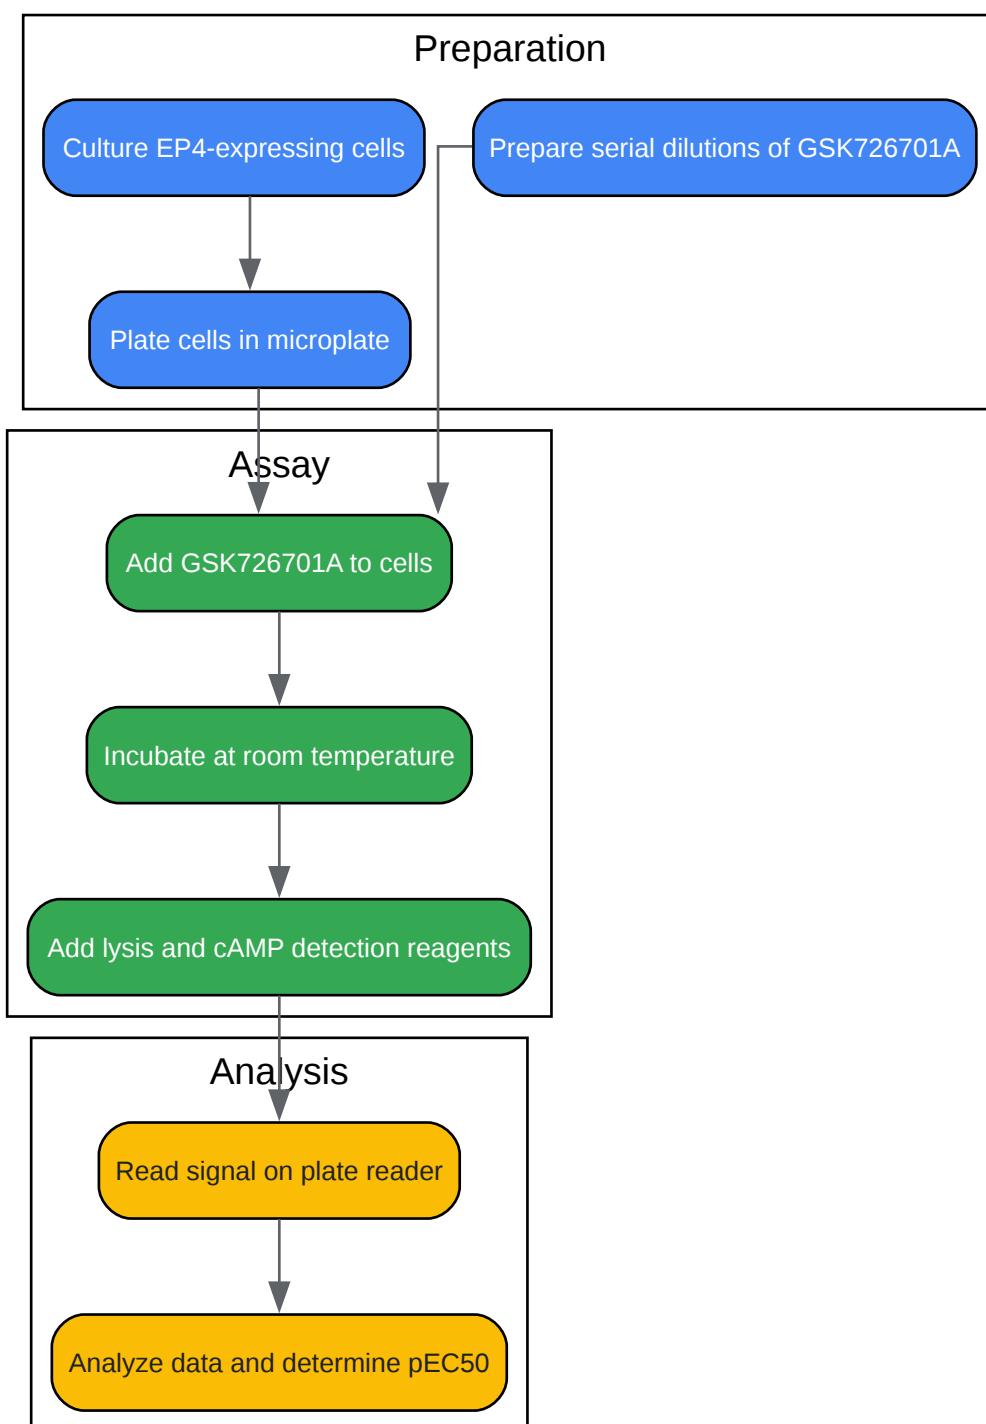 Preparation
Culture EP4-expressing cells
Prepare serial dilutions of GSK726701A
Plate cells in microplate
Assay
Add GSK726701A to cells
Incubate at room temperature
Add lysis and cAMP detection reagents
Analysis
Read signal on plate reader
Analyze data and determine pEC50